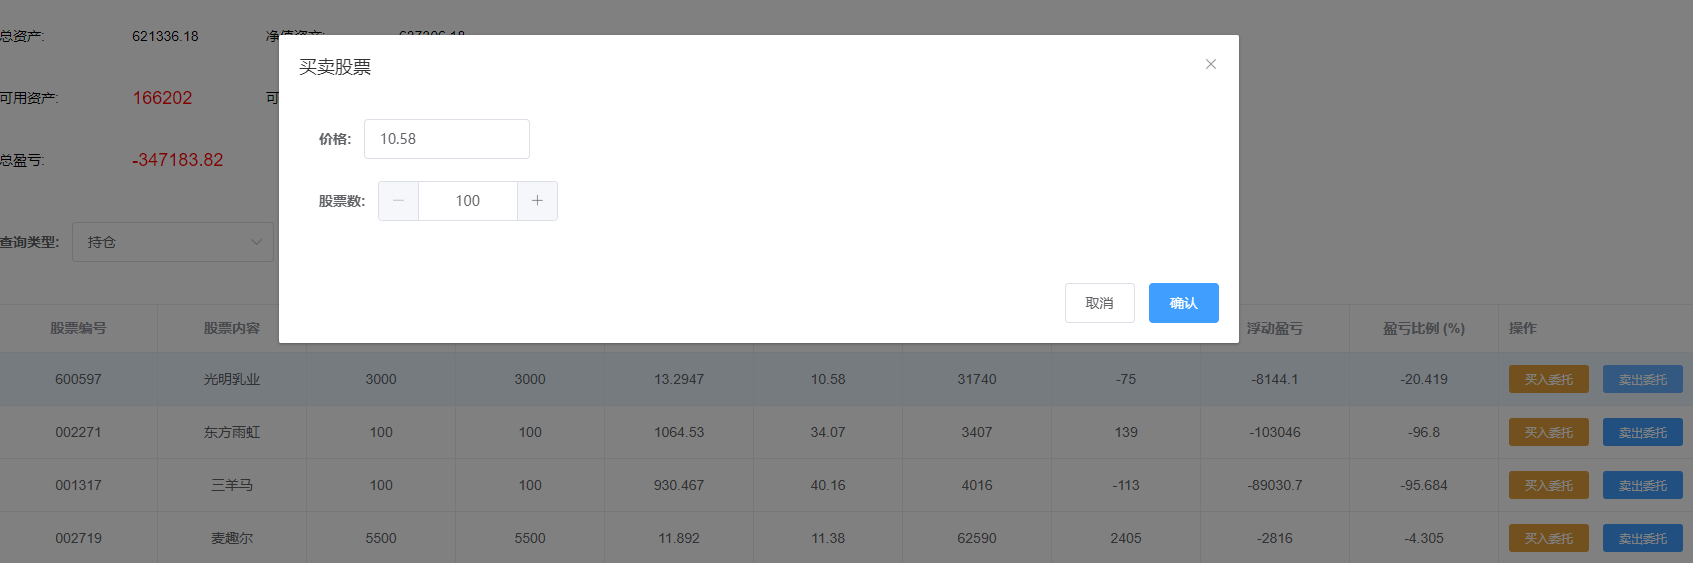 总资产: 621336.18 净值资产: 637306.18
买卖股票
可用资产: 166202 可
价格: 10.58
总盈亏: -347183.82
股票数: 100
查询类型: 持仓
取消 确认
股票编号 股票内容 浮动盈亏 盈亏比例 (%) 操作
600597 光明乳业 3000 3000 13.2947 10.58 31740 -75 -8144.1 -20.419 买入委托 卖出委托
002271 东方雨虹 100 100 1064.53 34.07 3407 139 -103046 -96.8 买入委托 卖出委托
001317 三羊马 100 100 930.467 40.16 4016 -113 -89030.7 -95.684 买入委托 卖出委托
002719 麦趣尔 5500 5500 11.892 11.38 62590 2405 -2816 -4.305 买入委托 卖出委托